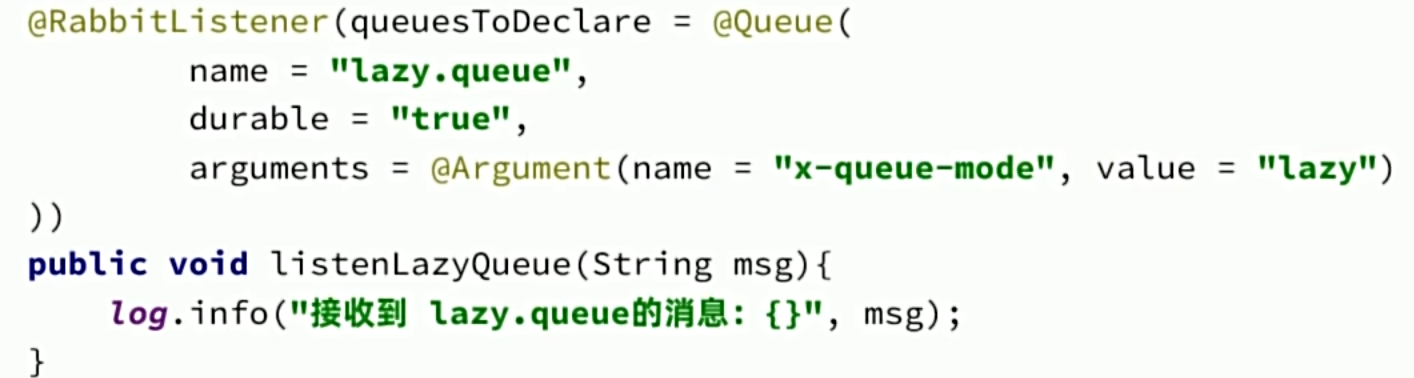 @RabbitListener(queuesToDeclare = @Queue(
        name = "lazy.queue",
        durable = "true",
        arguments = @Argument(name = "x-queue-mode", value = "lazy")
))
public void listenLazyQueue(String msg){
    log.info("接收到 lazy.queue的消息: {}", msg);
}